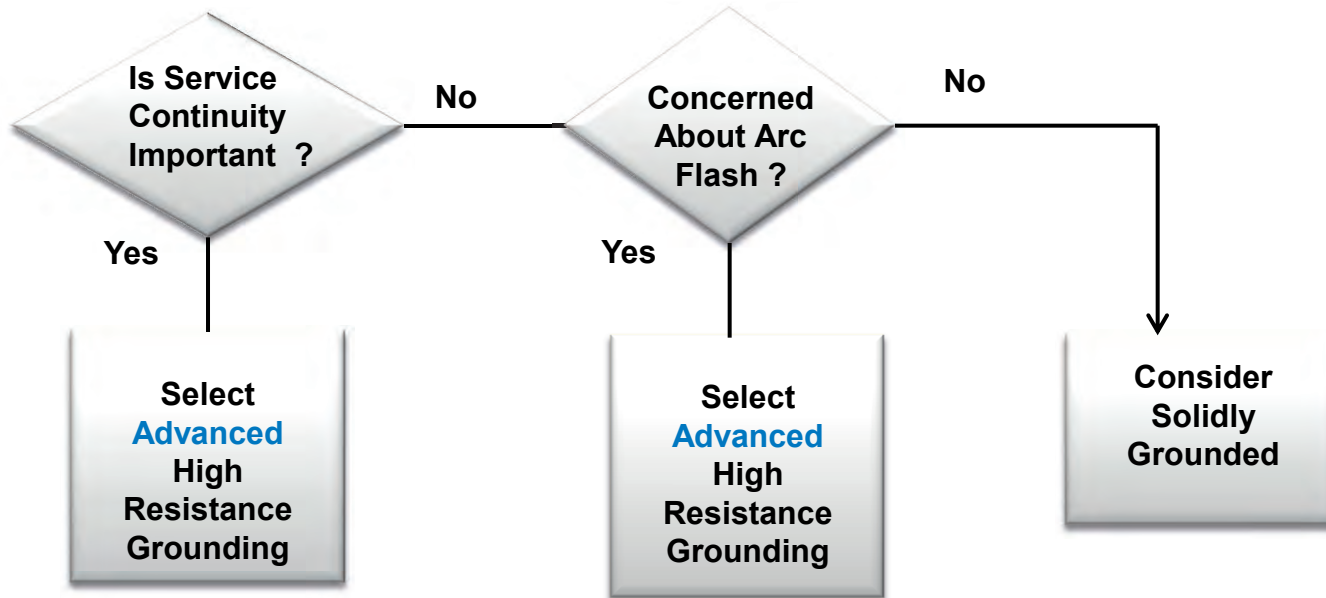 Is Service
Continuity
Important ?
No
Concerned
About Arc
Flash ?
No
Yes
Yes
Select
Advanced
High
Resistance
Grounding
Select
Advanced
High
Resistance
Grounding
Consider
Solidly
Grounded